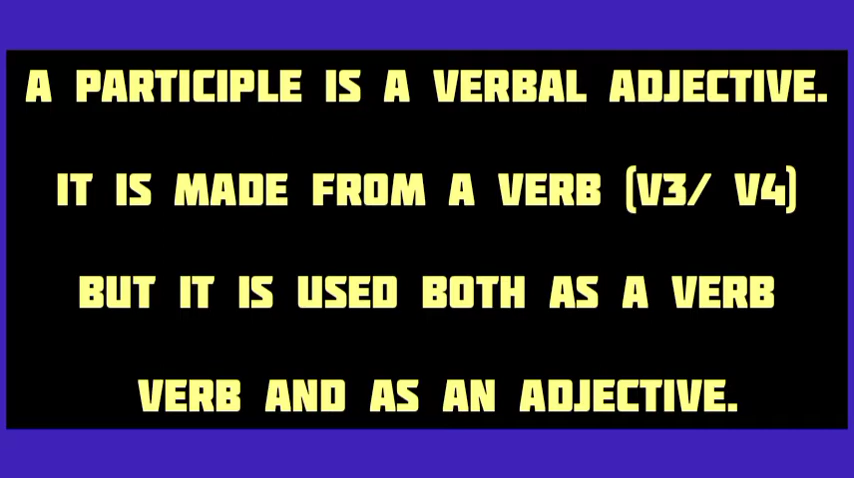 A PARTICIPLE IS A VERBAL ADJECTIVE.
IT IS MADE FROM A VERB (V3/ V4)
BUT IT IS USED BOTH AS A VERB
VERB AND AS AN ADJECTIVE.